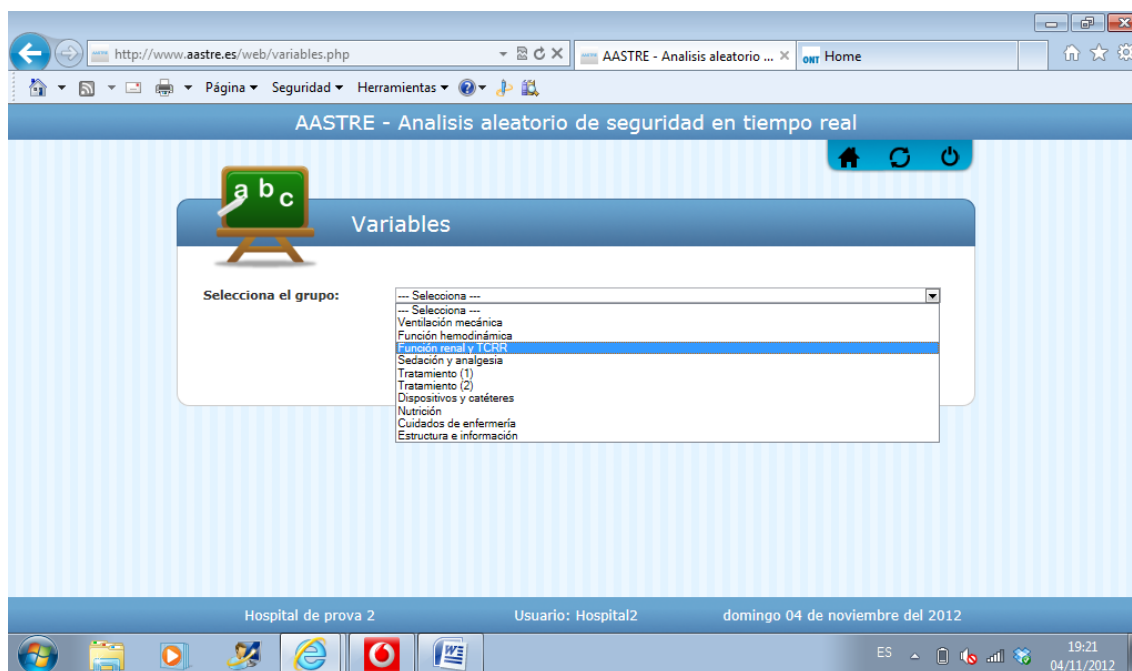 http://www.aastre.es/web/variables.php
AASTRE - Analisis aleatorio ...
ONT Home
Página Seguridad Herramientas
AASTRE - Analisis aleatorio de seguridad en tiempo real
a b c
Variables
Selecciona el grupo:
--- Selecciona ---
--- Selecciona ---
Ventilación mecánica
Función hemodinámica
Función renal y TCRR
Sedación y analgesia
Tratamiento (1)
Tratamiento (2)
Dispositivos y catéteres
Nutrición
Cuidados de enfermería
Estructura e información
Hospital de prova 2 Usuario: Hospital2 domingo 04 de noviembre del 2012
ES 19:21
04/11/2012